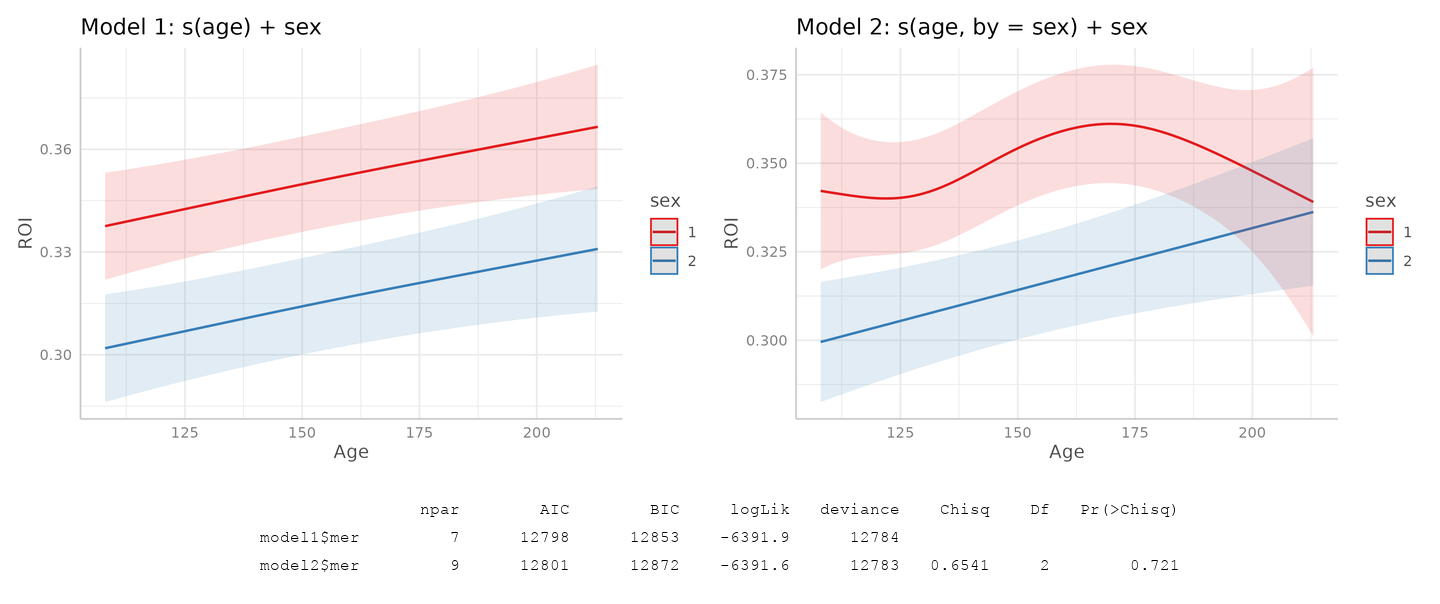 Model 1: s(age) + sex
Model 2: s(age, by = sex) + sex
ROI
0.36
0.33
0.30
125 150 175 200
Age
sex
1
2
ROI
0.375
0.350
0.325
0.300
125 150 175 200
Age
sex
1
2
npar AIC BIC logLik deviance Chisq Df Pr(>Chisq)
model1$mer 7 12798 12853 -6391.9 12784
model2$mer 9 12801 12872 -6391.6 12783 0.6541 2 0.721